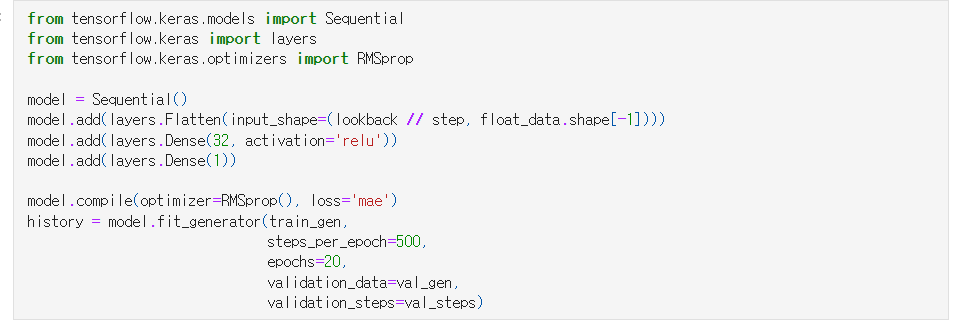 from tensorflow.keras.models import Sequential
from tensorflow.keras import layers
from tensorflow.keras.optimizers import RMSprop

model = Sequential()
model.add(layers.Flatten(input_shape=(lookback // step, float_data.shape[-1])))
model.add(layers.Dense(32, activation='relu'))
model.add(layers.Dense(1))

model.compile(optimizer=RMSprop(), loss='mae')
history = model.fit_generator(train_gen,
                              steps_per_epoch=500,
                              epochs=20,
                              validation_data=val_gen,
                              validation_steps=val_steps)